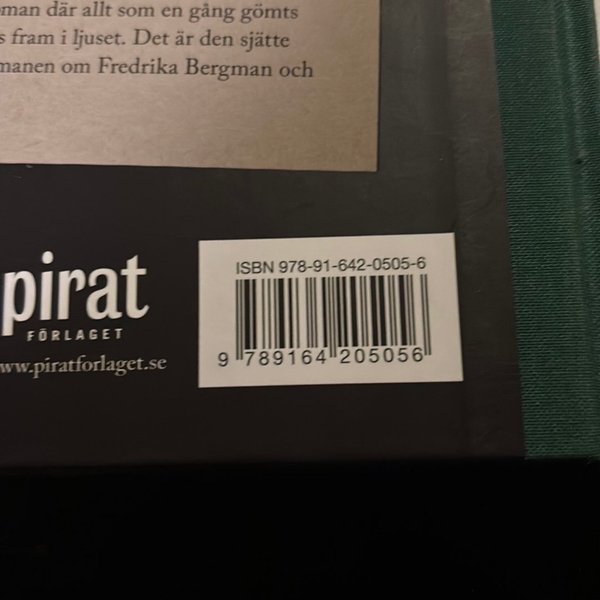 man där allt som en gång gömts
s fram i ljuset. Det är den sjätte
manen om Fredrika Bergman och
pirat
FÖRLAGET
ww.piratforlaget.se
ISBN 978-91-642-0505-6
9 789164 205056